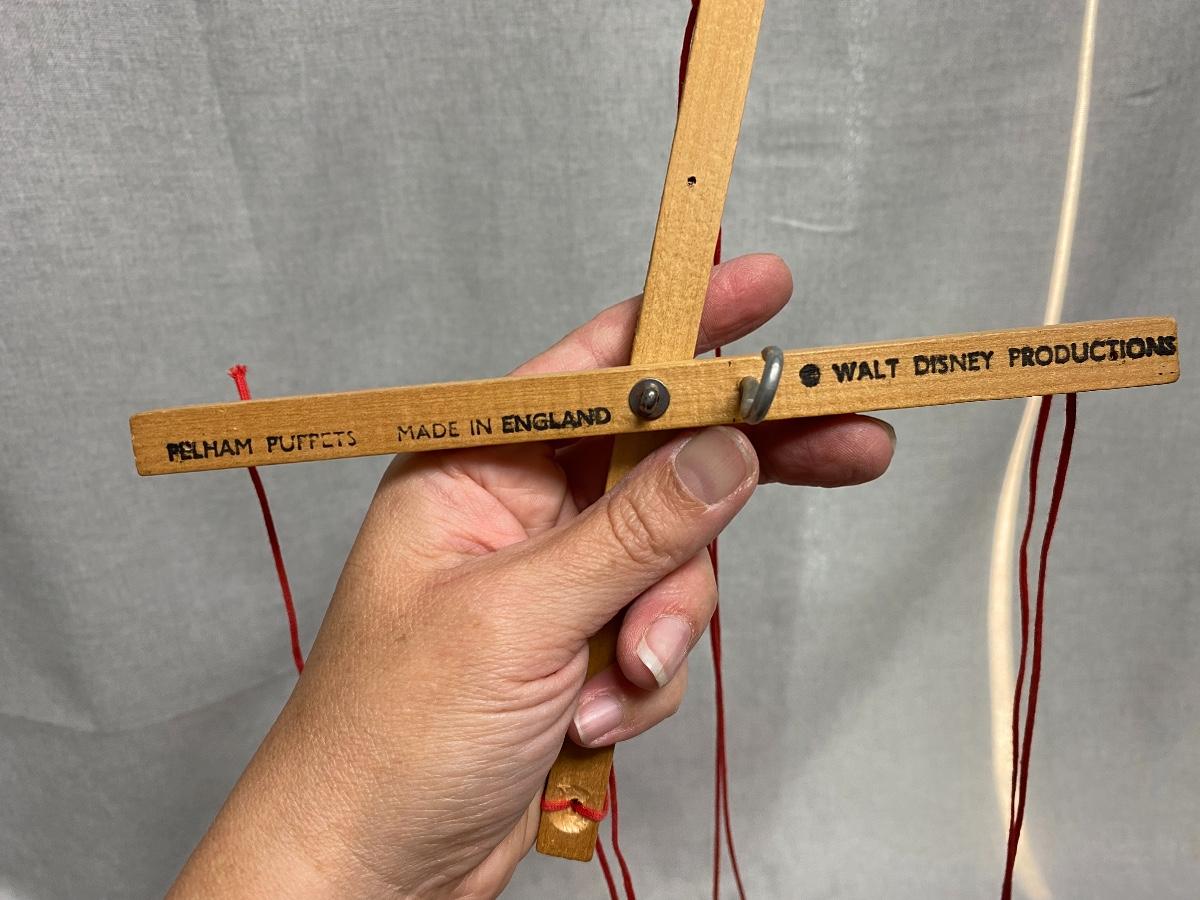 PELHAM PUPPETS MADE IN ENGLAND ● WALT DISNEY PRODUCTIONS